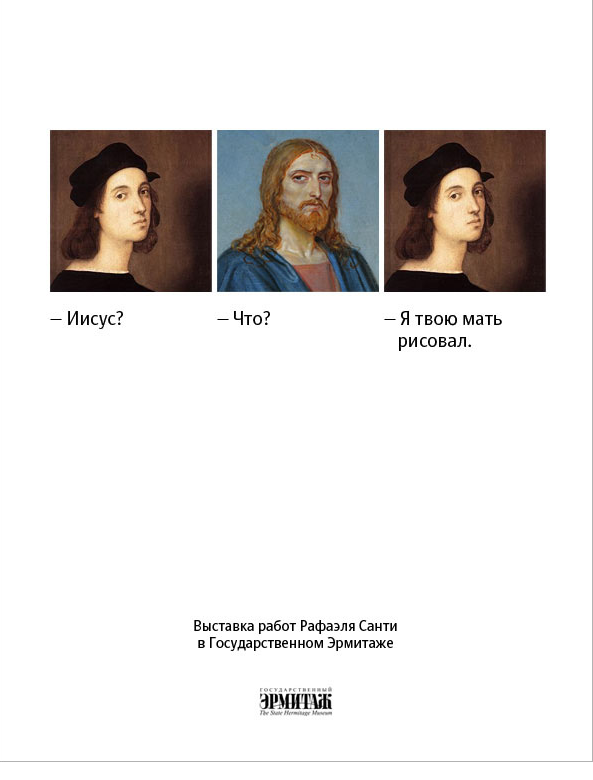 – Иисус?
– Что?
– Я твою мать
рисовал.
Выставка работ Рафаэля Санти
в Государственном Эрмитаже
ГОСУДАРСТВЕННЫЙ
ЭРМИТАЖ
The State Hermitage Museum